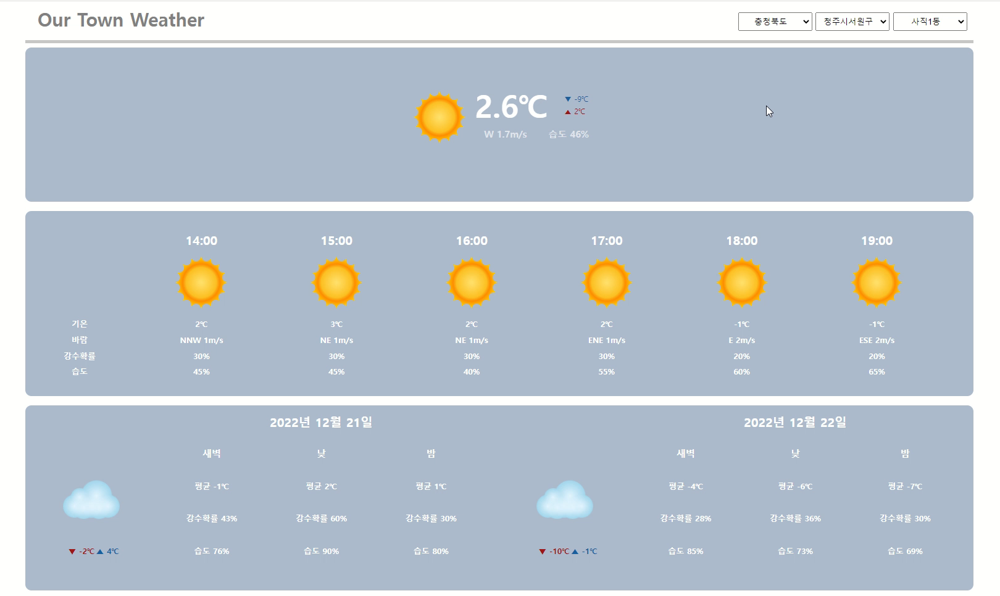 Our Town Weather 충청북도 청주시서원구 사직1동
2.6℃ ▼ -9℃
▲ 2℃
W 1.7m/s 습도 46%
14:00 15:00 16:00 17:00 18:00 19:00
기온 2℃ 3℃ 2℃ 2℃ -1℃ -1℃
바람 NNW 1m/s NE 1m/s NE 1m/s ENE 1m/s E 2m/s ESE 2m/s
강수확률 30% 30% 30% 30% 20% 20%
습도 45% 45% 40% 55% 60% 65%
2022년 12월 21일
새벽 낮 밤
평균 -1℃ 평균 2℃ 평균 1℃
강수확률 43% 강수확률 60% 강수확률 30%
▼ -2℃ ▲ 4℃ 습도 76% 습도 90% 습도 80%
2022년 12월 22일
새벽 낮 밤
평균 -4℃ 평균 -6℃ 평균 -7℃
강수확률 28% 강수확률 36% 강수확률 30%
▼ -10℃ ▲ -1℃ 습도 85% 습도 73% 습도 69%